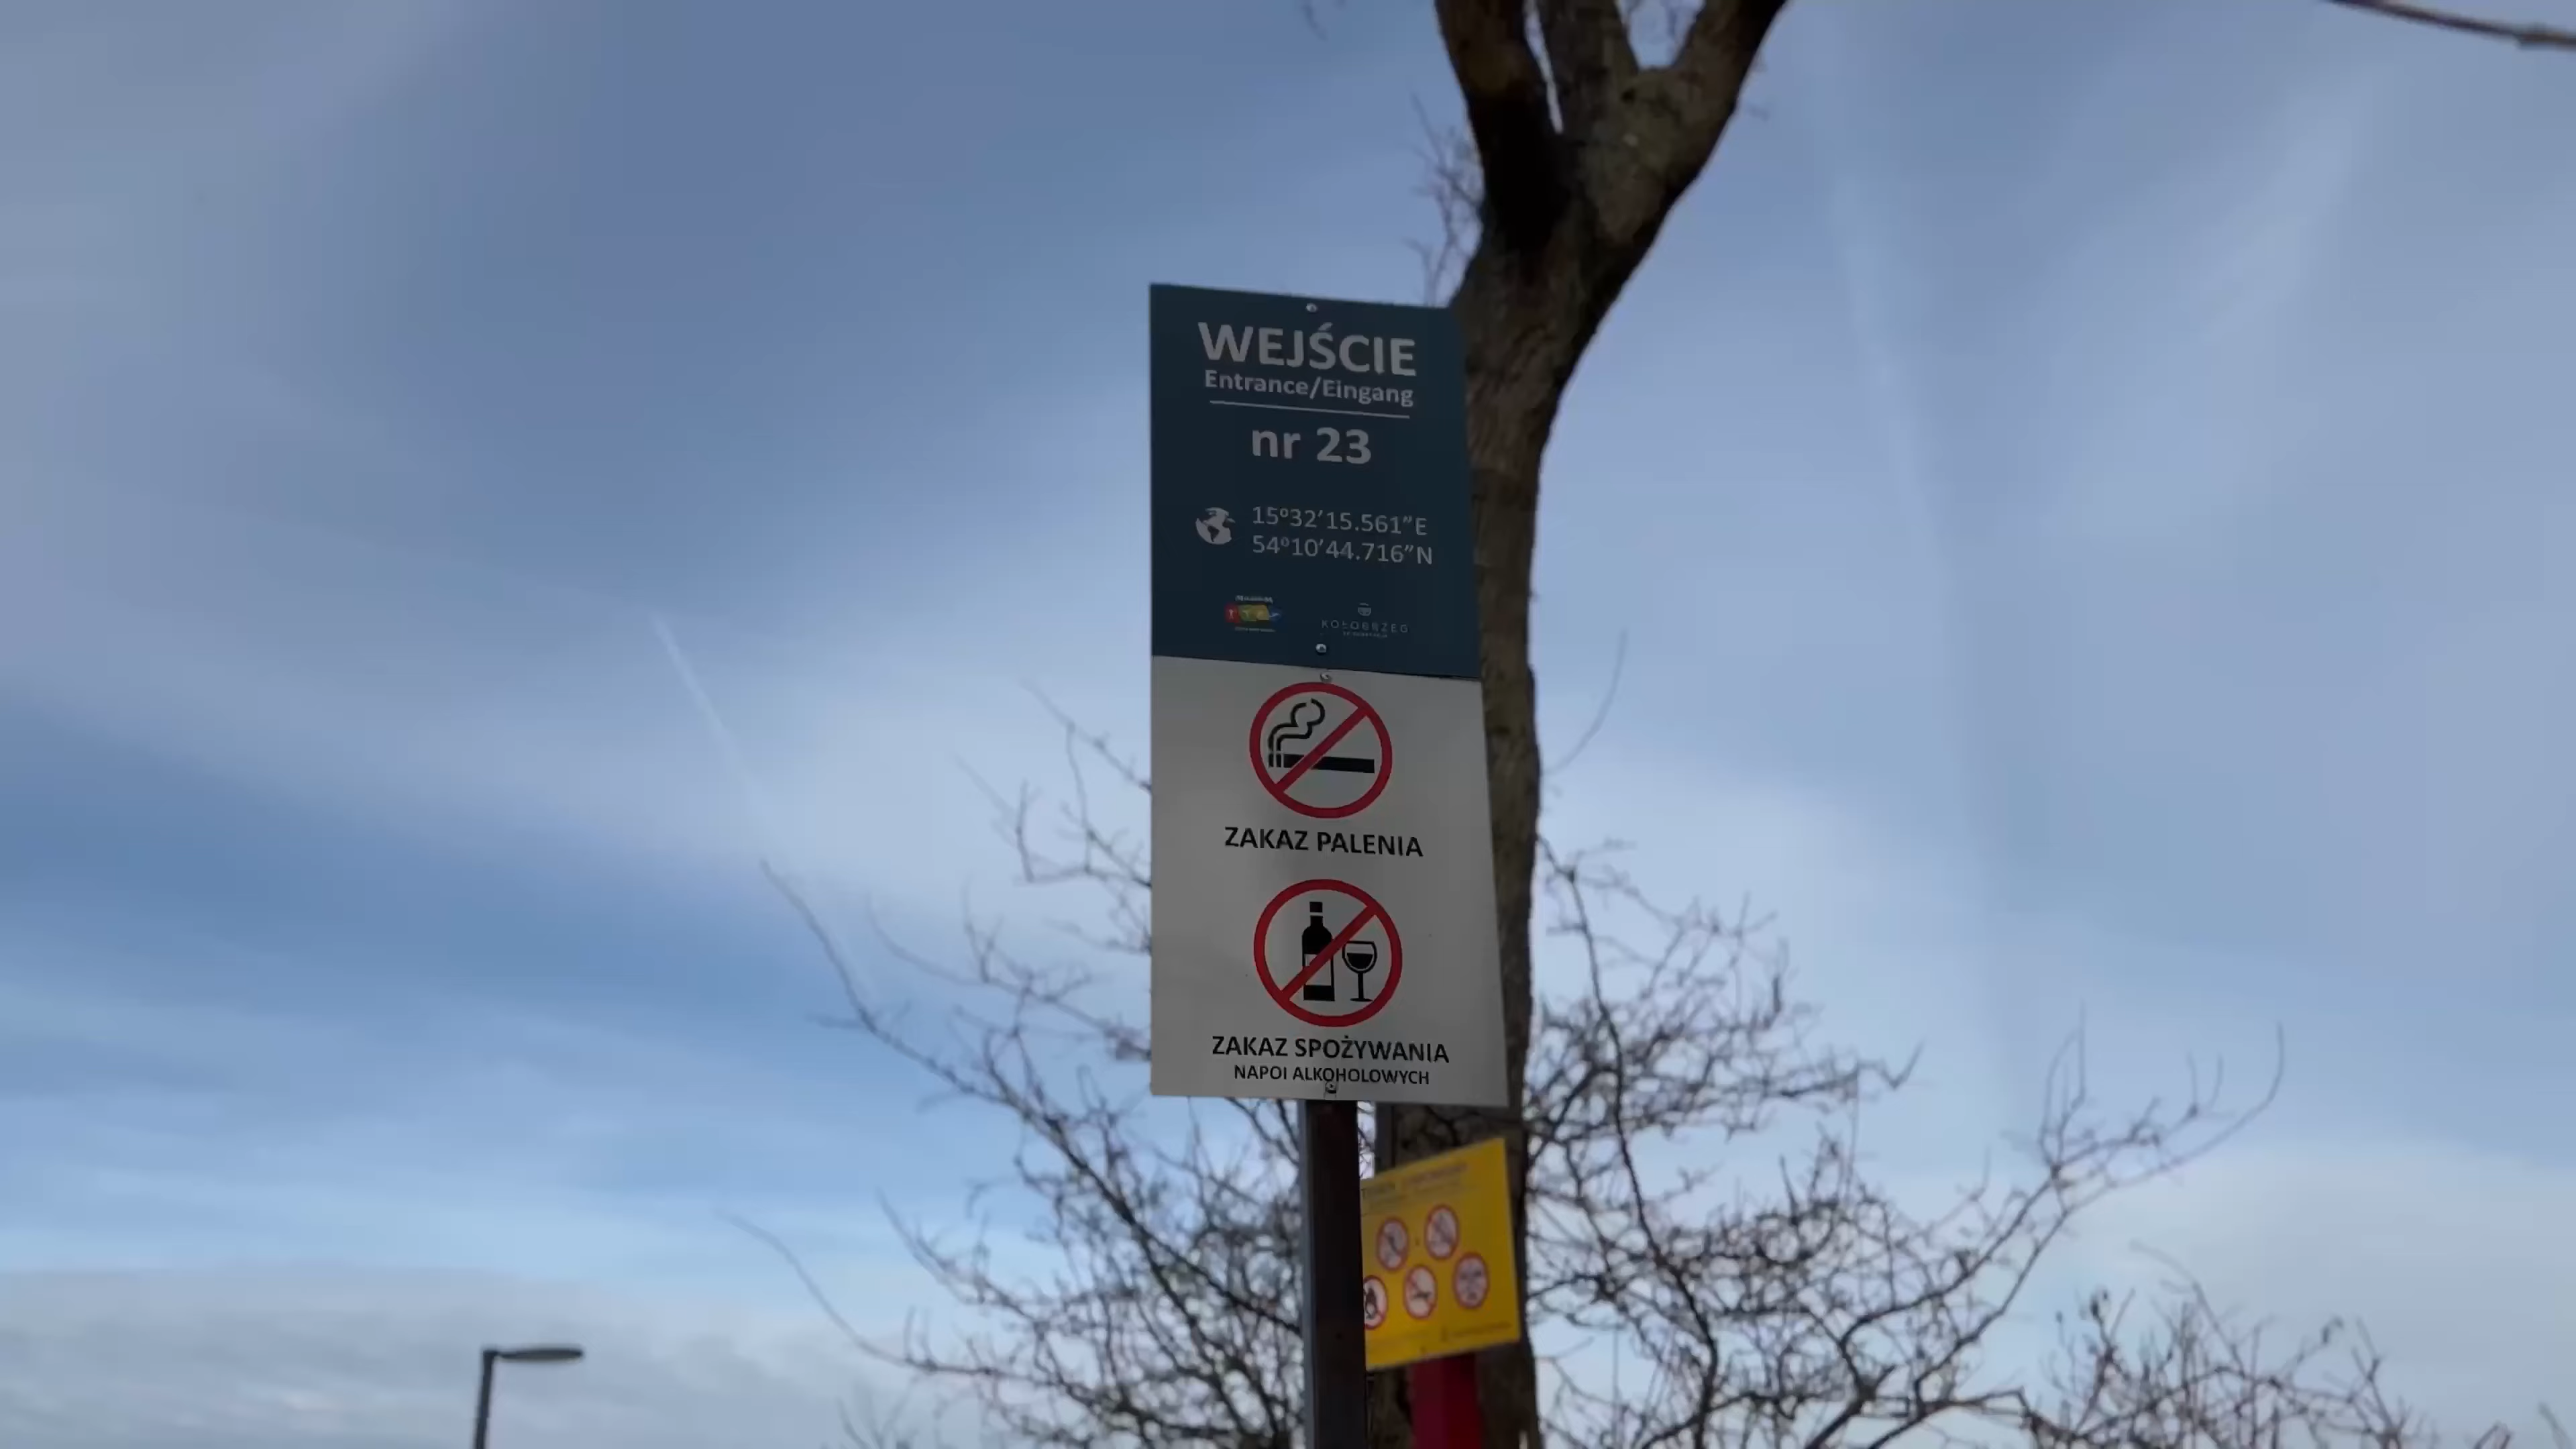 WEJŚCIE
Entrance/Eingang
nr 23
15º32’15.561”E
54º10’44.716”N
KOŁOBRZEG
ZAKAZ PALENIA
ZAKAZ SPOŻYWANIA
NAPOI ALKOHOLOWYCH